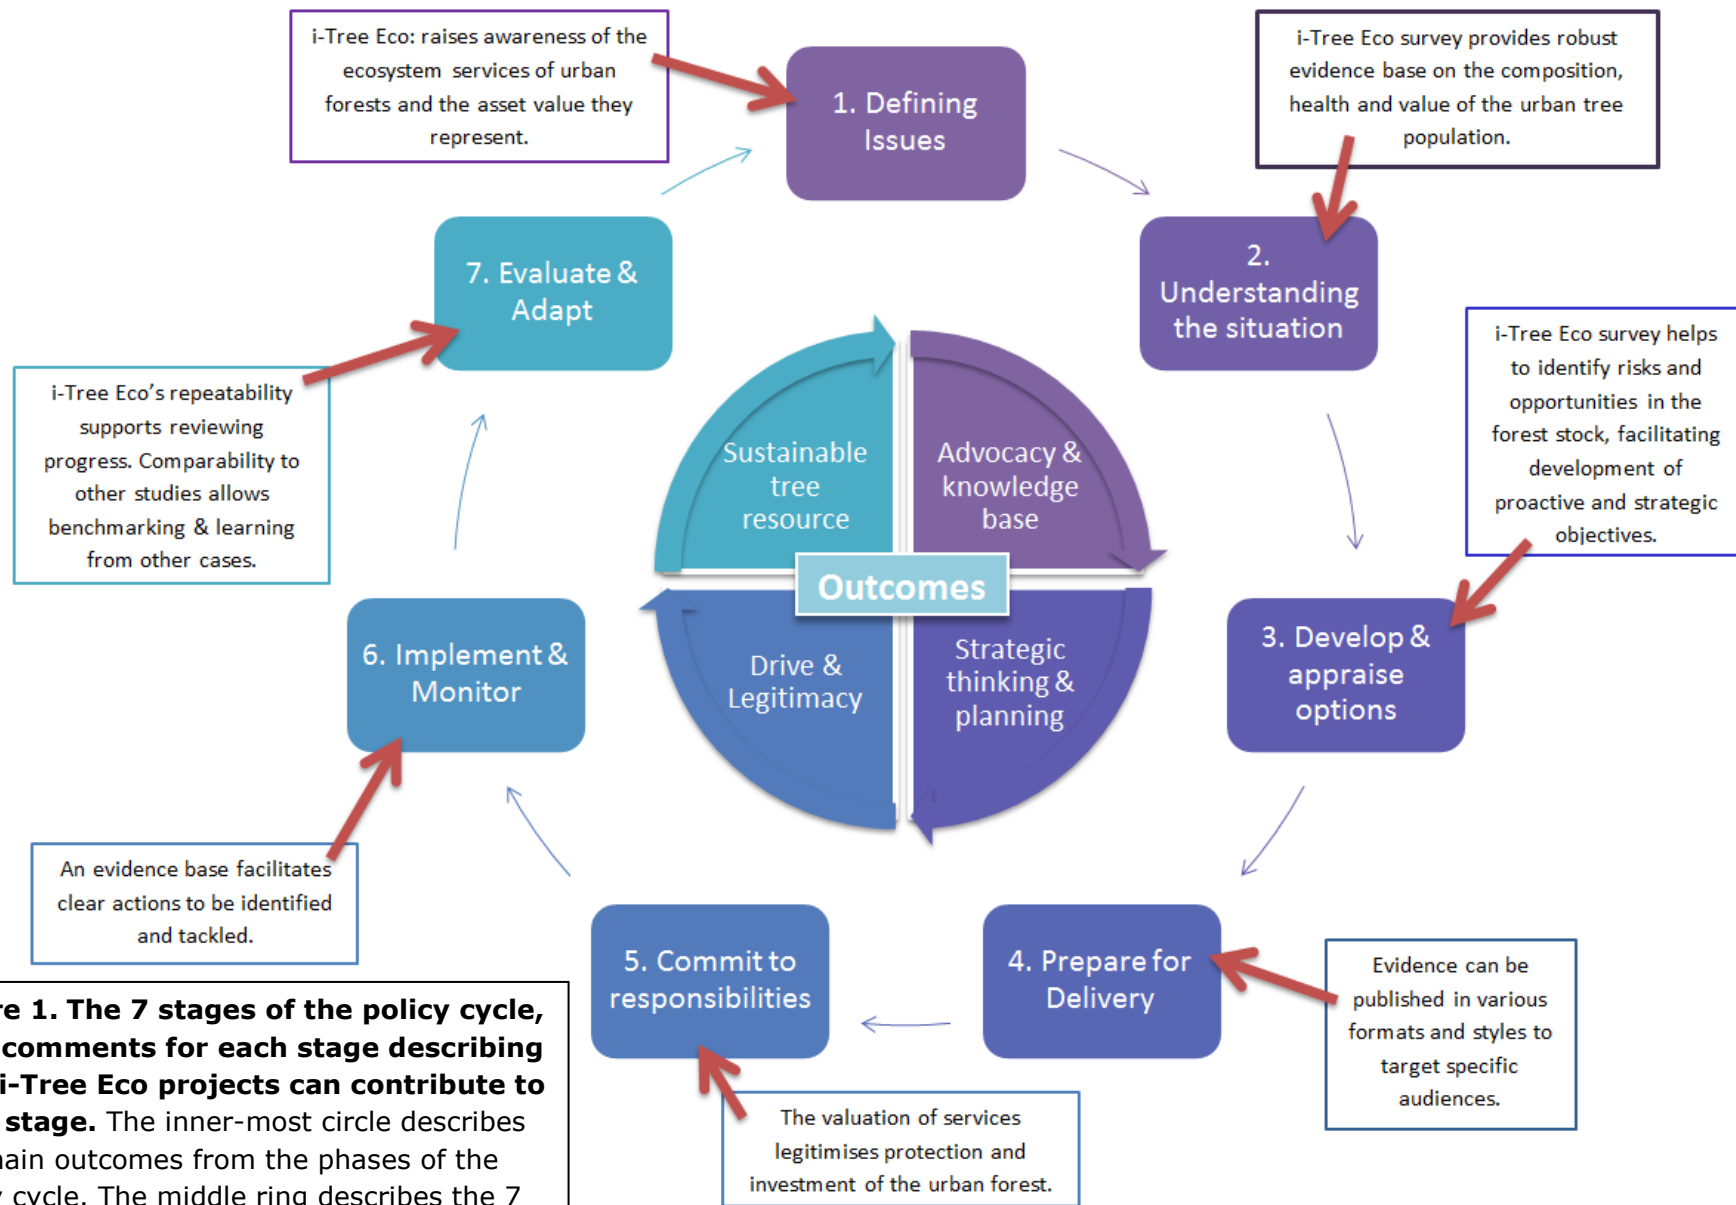 i-Tree Eco: raises awareness of the
ecosystem services of urban
forests and the asset value they
represent.
1. Defining
Issues
i-Tree Eco survey provides robust
evidence base on the composition,
health and value of the urban tree
population.
2.
Understanding
the situation
i-Tree Eco survey helps
to identify risks and
opportunities in the
forest stock, facilitating
development of
proactive and strategic
objectives.
3. Develop &
appraise
options
4. Prepare for
Delivery
Evidence can be
published in various
formats and styles to
target specific
audiences.
5. Commit to
responsibilities
The valuation of services
legitimises protection and
investment of the urban forest.
6. Implement &
Monitor
An evidence base facilitates
clear actions to be identified
and tackled.
7. Evaluate &
Adapt
i-Tree Eco's repeatability
supports reviewing
progress. Comparability to
other studies allows
benchmarking & learning
from other cases.
Sustainable
tree
resource
Advocacy &
knowledge
base
Outcomes
Drive &
Legitimacy
Strategic
thinking &
planning
1. The 7 stages of the policy cycle,
comments for each stage describing
i-Tree Eco projects can contribute to
stage. The inner-most circle describes
outcomes from the phases of the
cycle. The middle ring describes the 7